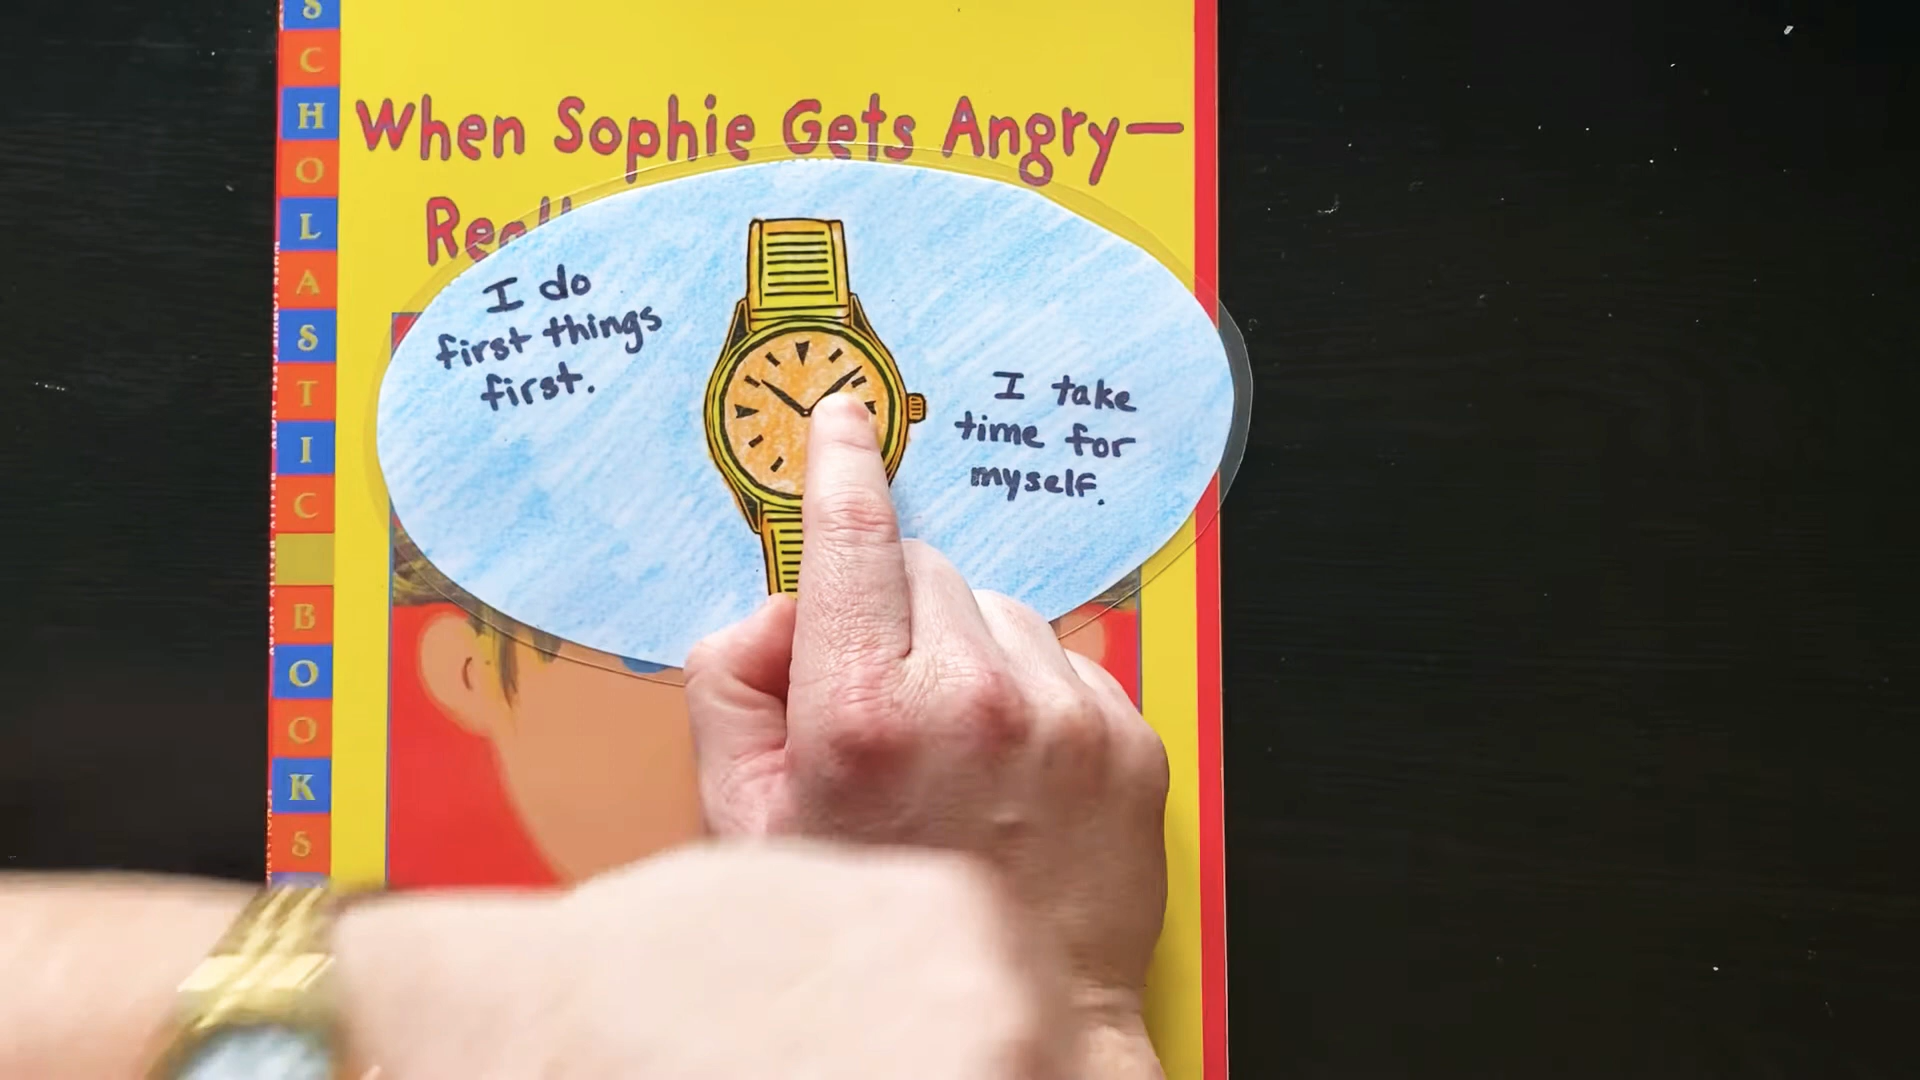 SCHOLASTIC BOOKS
When Sophie Gets Angry—
I do
first things
first.
I take
time for
myself.